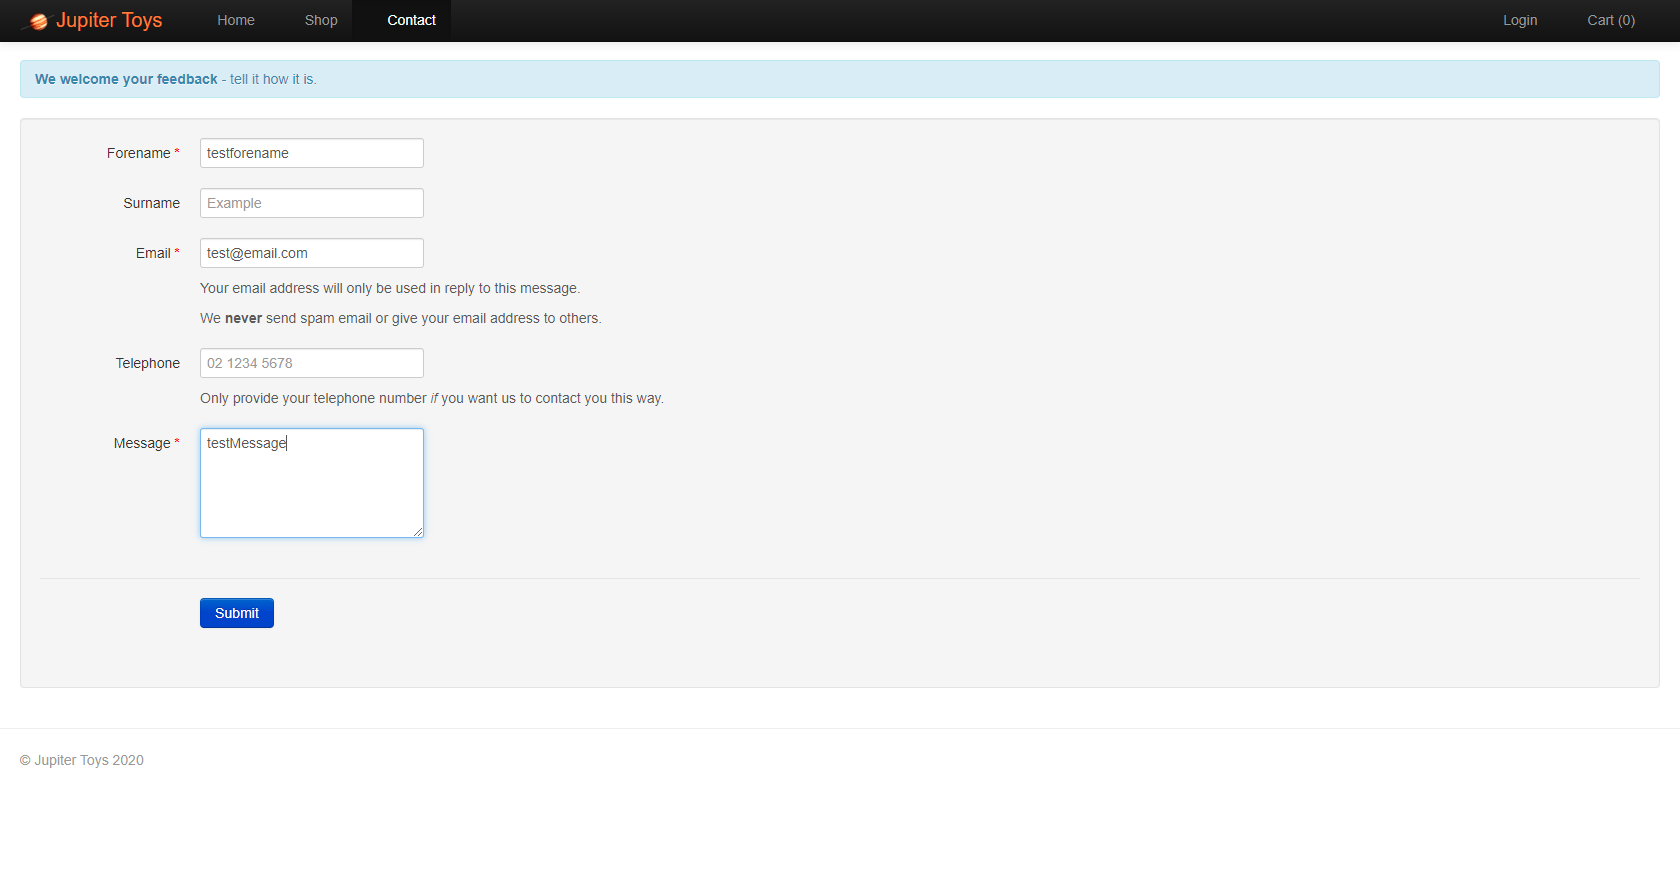 Jupiter Toys Home Shop Contact Login Cart (0)
We welcome your feedback - tell it how it is.
Forename * testforename
Surname Example
Email * test@email.com
Your email address will only be used in reply to this message.
We never send spam email or give your email address to others.
Telephone 02 1234 5678
Only provide your telephone number if you want us to contact you this way.
Message * testMessage
Submit
© Jupiter Toys 2020